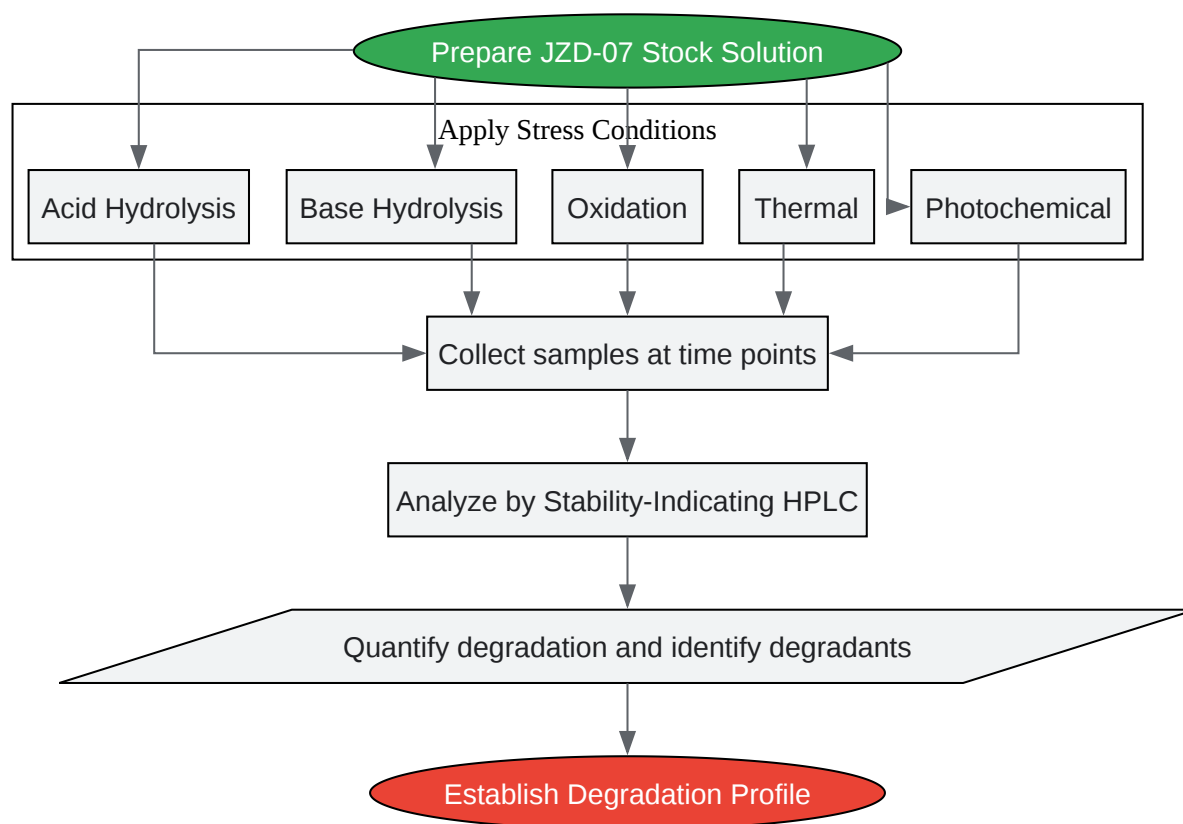 Prepare JZD-07 Stock Solution
Apply Stress Conditions
Acid Hydrolysis
Base Hydrolysis
Oxidation
Thermal
Photochemical
Collect samples at time points
Analyze by Stability-Indicating HPLC
Quantify degradation and identify degradants
Establish Degradation Profile